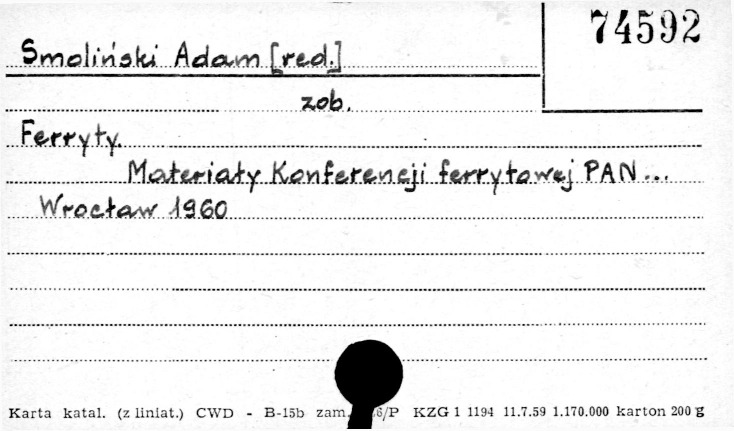 74592
Smoliński Adam [red.]
zob.
Ferryty.
Materiały Konferencji ferrytowej PAN...
Wrocław 1960
Karta katal. (z liniat.) CWD - B-15b zam. 6/P KZG 1 1194 11.7.59 1.170.000 karton 200 g